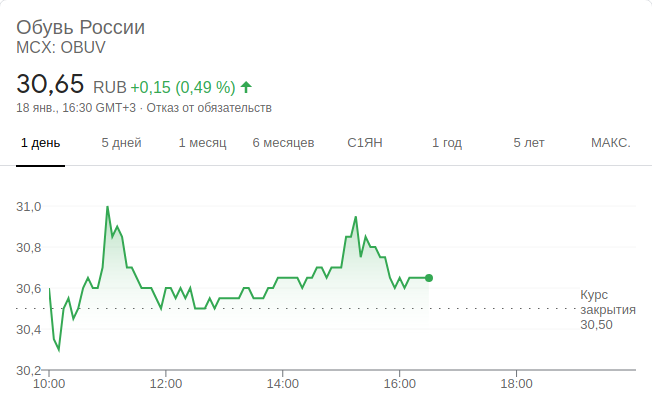 Обувь России
MCX: OBUV
30,65 RUB +0,15 (0,49 %)
18 янв., 16:30 GMT+3 · Отказ от обязательств
1 день 5 дней 1 месяц 6 месяцев С1ЯН 1 год 5 лет МАКС.
31,0
30,8
30,6
30,4
30,2
Курс
закрытия
30,50
10:00 12:00 14:00 16:00 18:00